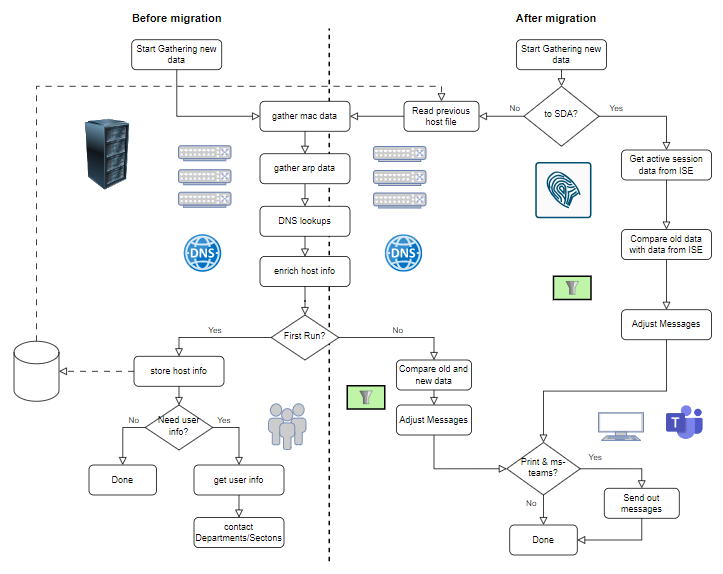 Before migration
After migration
Start Gathering new
data
Start Gathering new
data
gather mac data
Read previous
host file
No
to SDA?
Yes
gather arp data
Get active session
data from ISE
DNS lookups
Compare old data
with data from ISE
DNS
DNS
enrich host info
Adjust Messages
Yes
First Run?
No
store host info
Compare old and
new data
Adjust Messages
No
Need user
info?
Yes
T
Print & ms-
teams?
Yes
Done
get user info
No
Send out
messages
contact
Departments/Sectons
Done